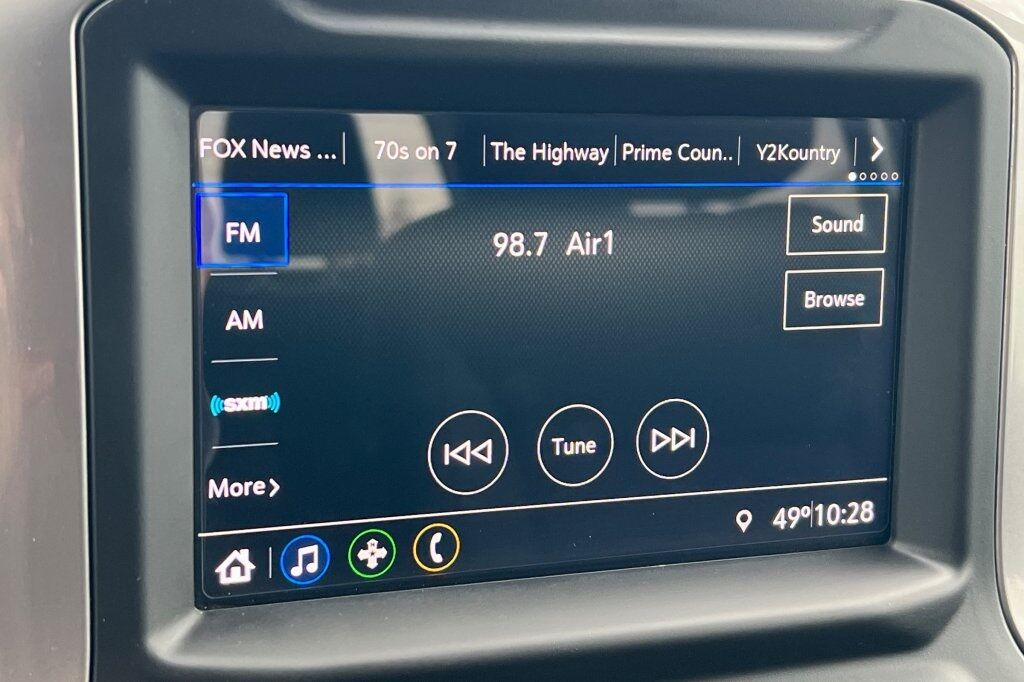 FOX News ... 70s on 7 The Highway Prime Coun.. Y2Kountry
FM
98.7 Air1
Sound
Browse
AM
((sxm))
More
Tune
49º 10:28